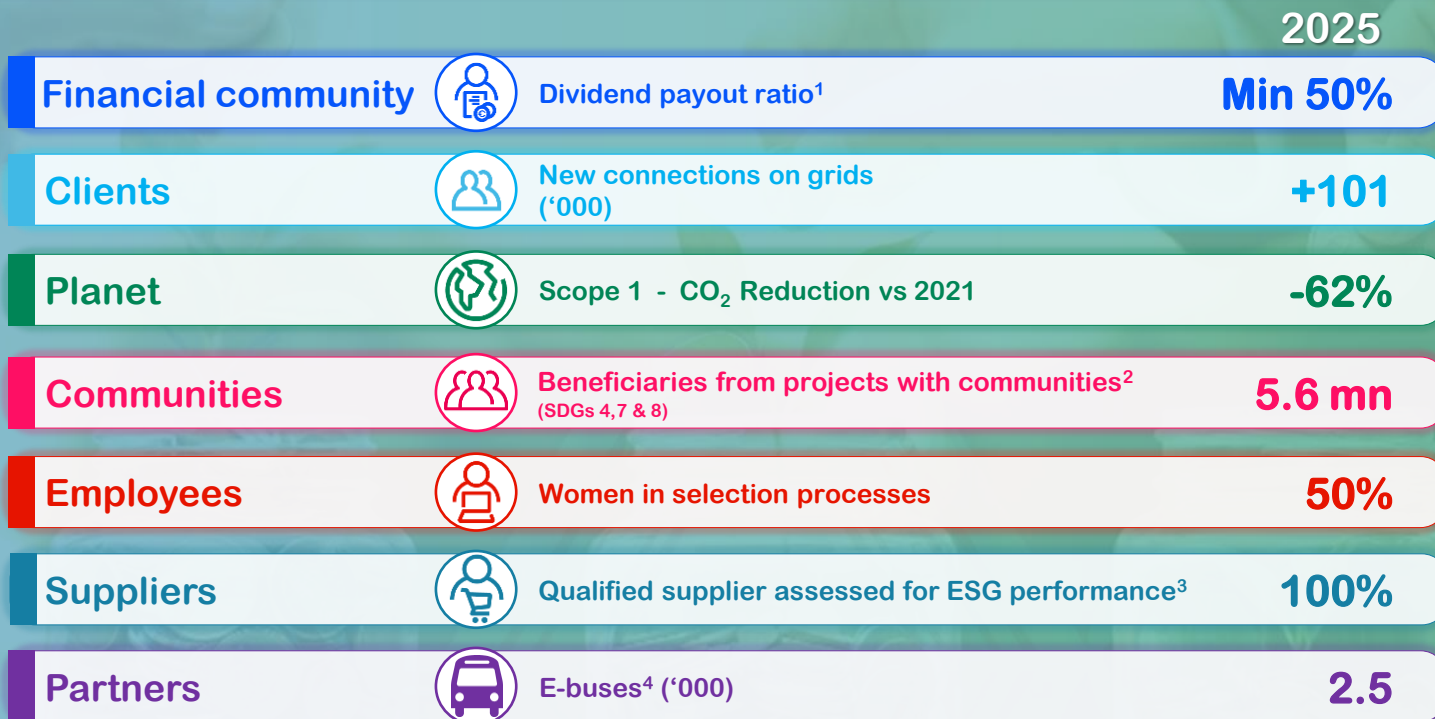 2025
Financial community Dividend payout ratio¹ Min 50%
Clients New connections on grids
(‘000) +101
Planet Scope 1 - CO₂ Reduction vs 2021 -62%
Communities Beneficiaries from projects with communities²
(SDGs 4,7 & 8) 5.6 mn
Employees Women in selection processes 50%
Suppliers Qualified supplier assessed for ESG performance³ 100%
Partners E-buses⁴ (‘000) 2.5